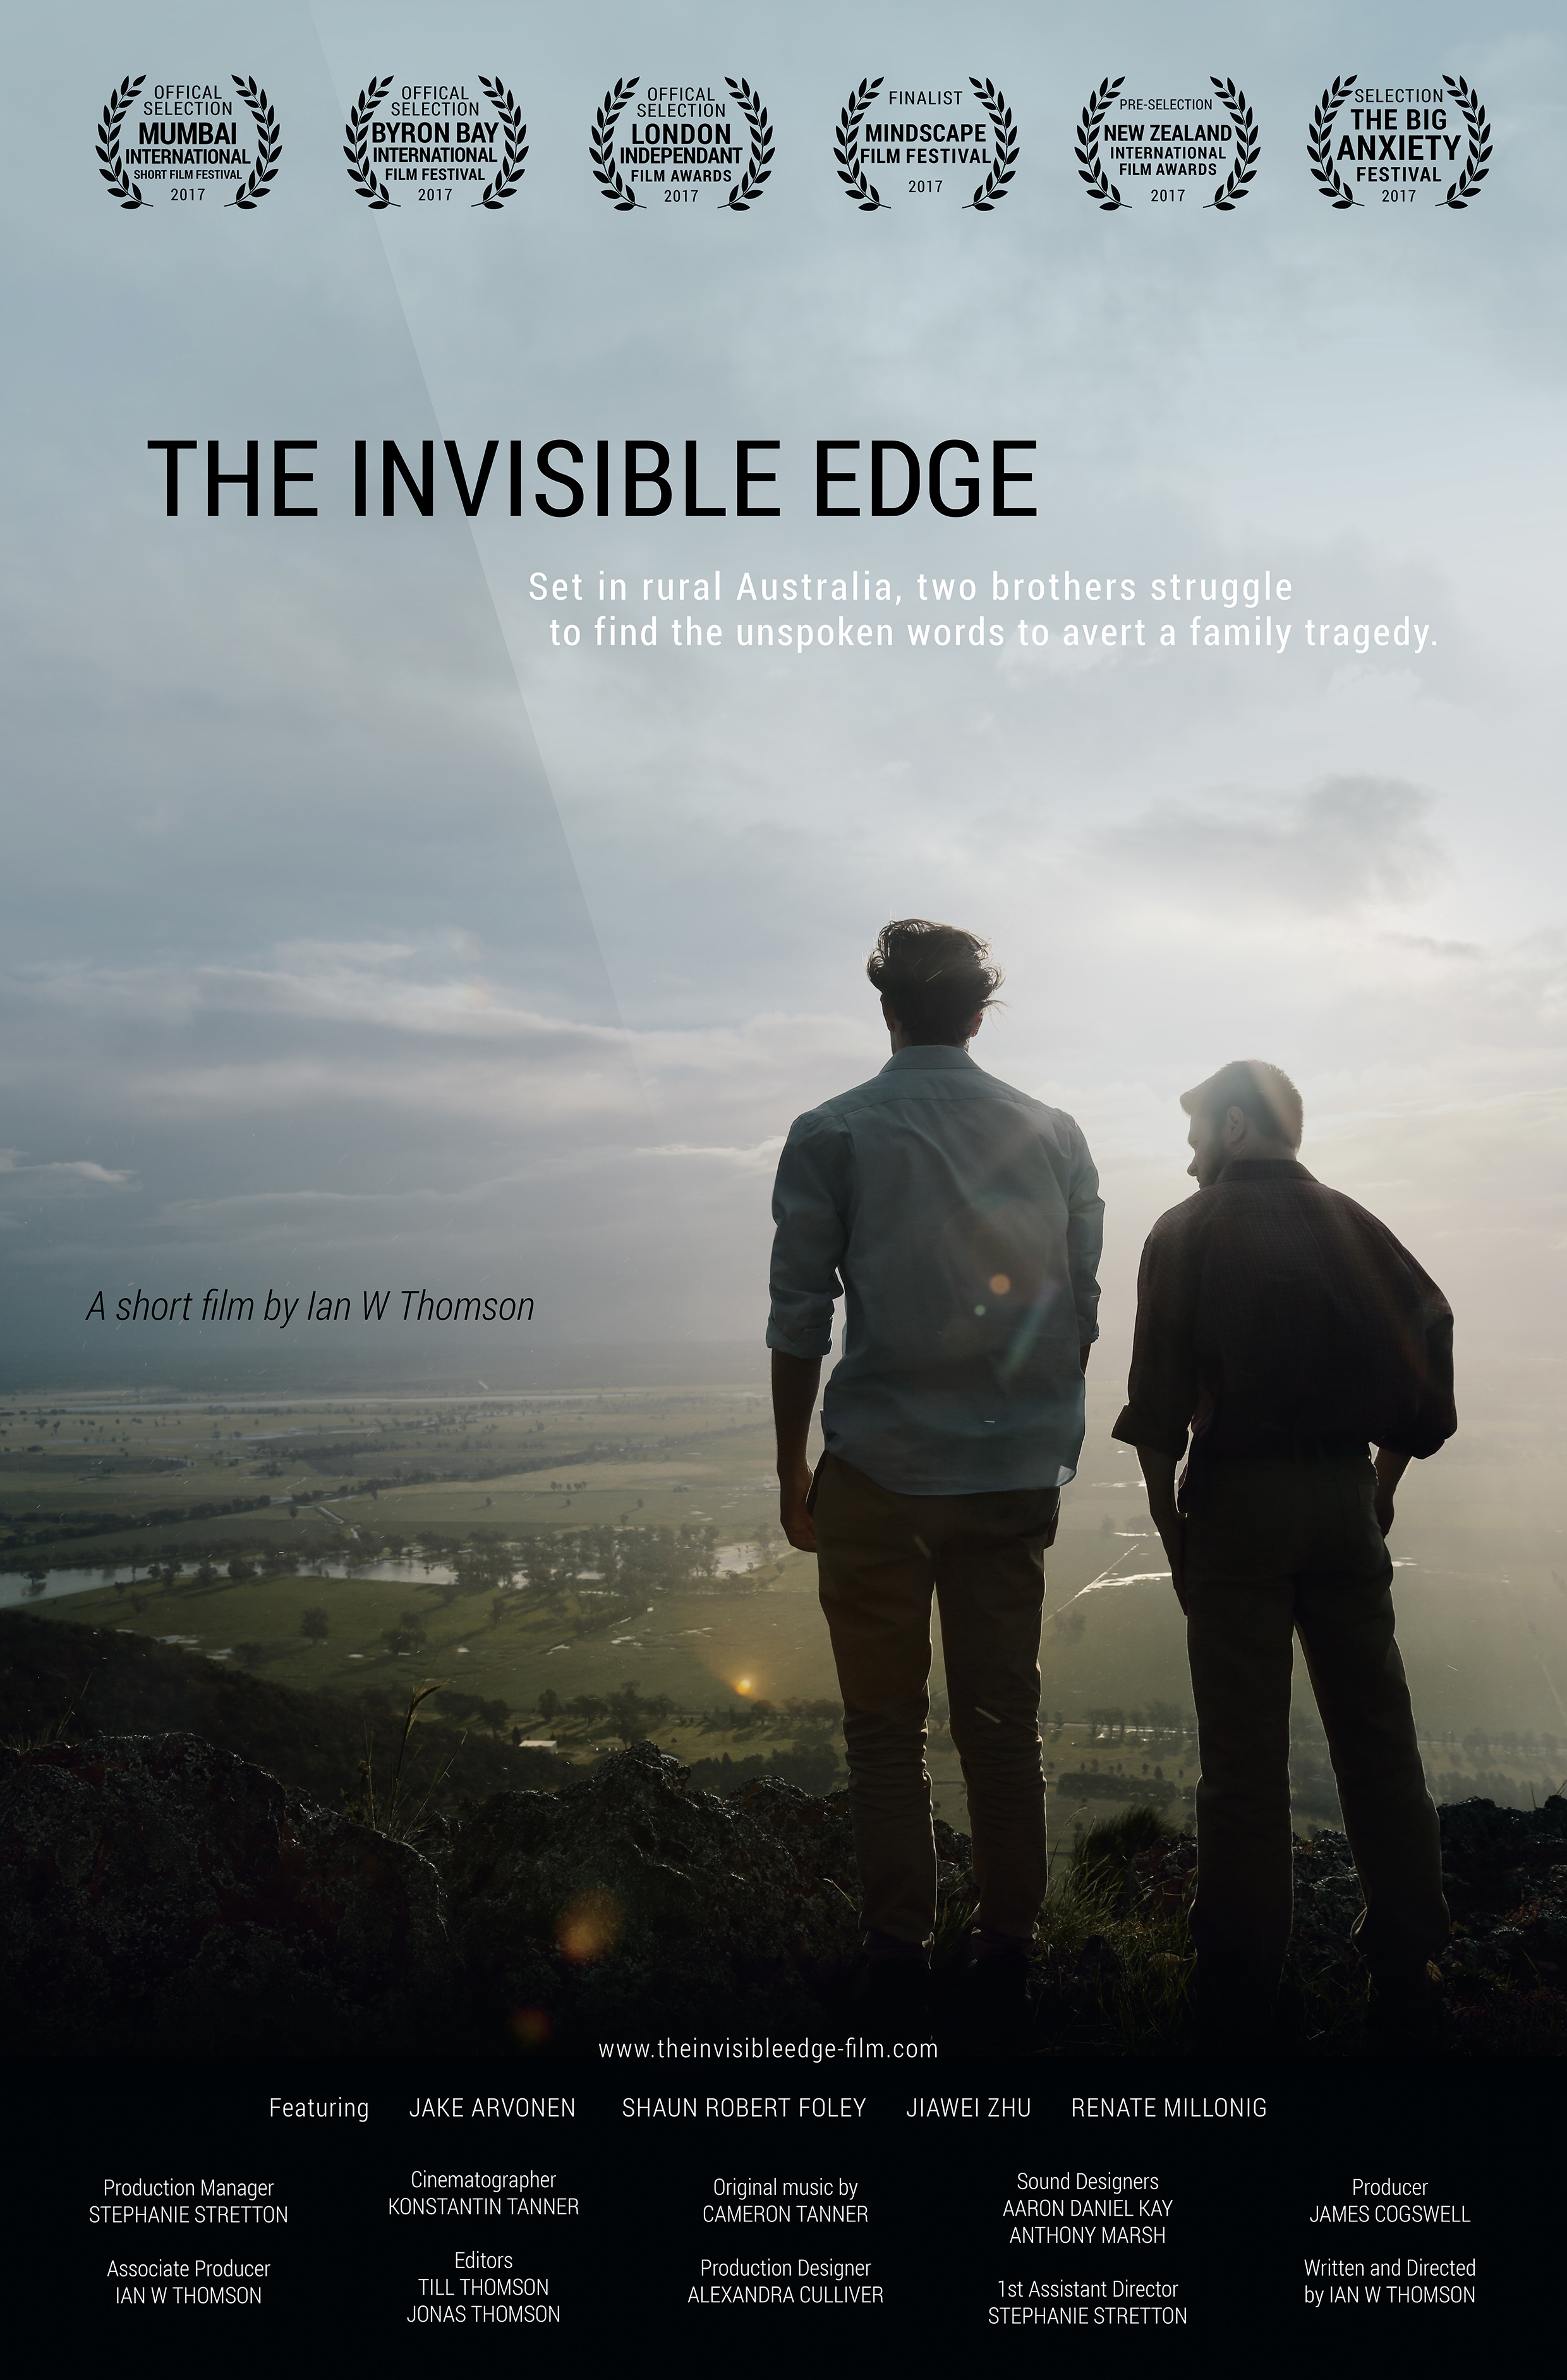 OFFICAL
SELECTION
MUMBAI
INTERNATIONAL
SHORT FILM FESTIVAL
2017
OFFICAL
SELECTION
BYRON BAY
INTERNATIONAL
FILM FESTIVAL
2017
OFFICAL
SELECTION
LONDON
INDEPENDANT
FILM AWARDS
2017
FINALIST
MINDSCAPE
FILM FESTIVAL
2017
PRE-SELECTION
NEW ZEALAND
INTERNATIONAL
FILM AWARDS
2017
SELECTION
THE BIG
ANXIETY
FESTIVAL
2017
THE INVISIBLE EDGE
Set in rural Australia, two brothers struggle
to find the unspoken words to avert a family tragedy.
A short film by Ian W Thomson
www.theinvisibleedge-film.com
Featuring JAKE ARVONEN SHAUN ROBERT FOLEY JIAWEI ZHU RENATE MILLONIG
Production Manager
STEPHANIE STRETTON
Associate Producer
IAN W THOMSON
Cinematographer
KONSTANTIN TANNER
Editors
TILL THOMSON
JONAS THOMSON
Original music by
CAMERON TANNER
Production Designer
ALEXANDRA CULLIVER
Sound Designers
AARON DANIEL KAY
ANTHONY MARSH
1st Assistant Director
STEPHANIE STRETTON
Producer
JAMES COGSWELL
Written and Directed
by IAN W THOMSON